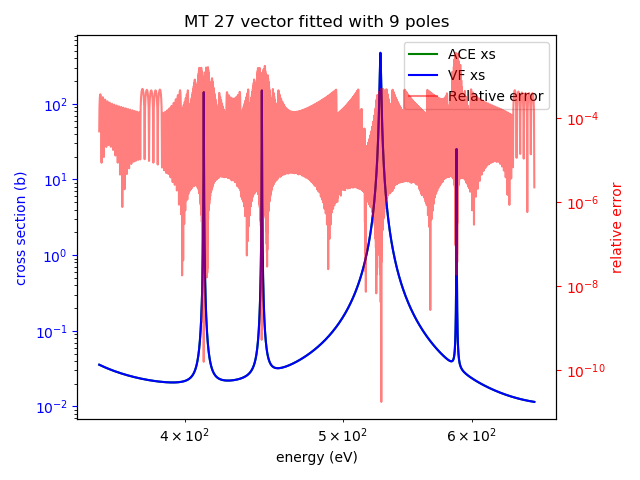 MT 27 vector fitted with 9 poles
ACE xs
VF xs
Relative error
cross section (b)
10²
10¹
10⁰
10⁻¹
10⁻²
relative error
10⁻⁴
10⁻⁶
10⁻⁸
10⁻¹⁰
4 × 10² 5 × 10² 6 × 10²
energy (eV)